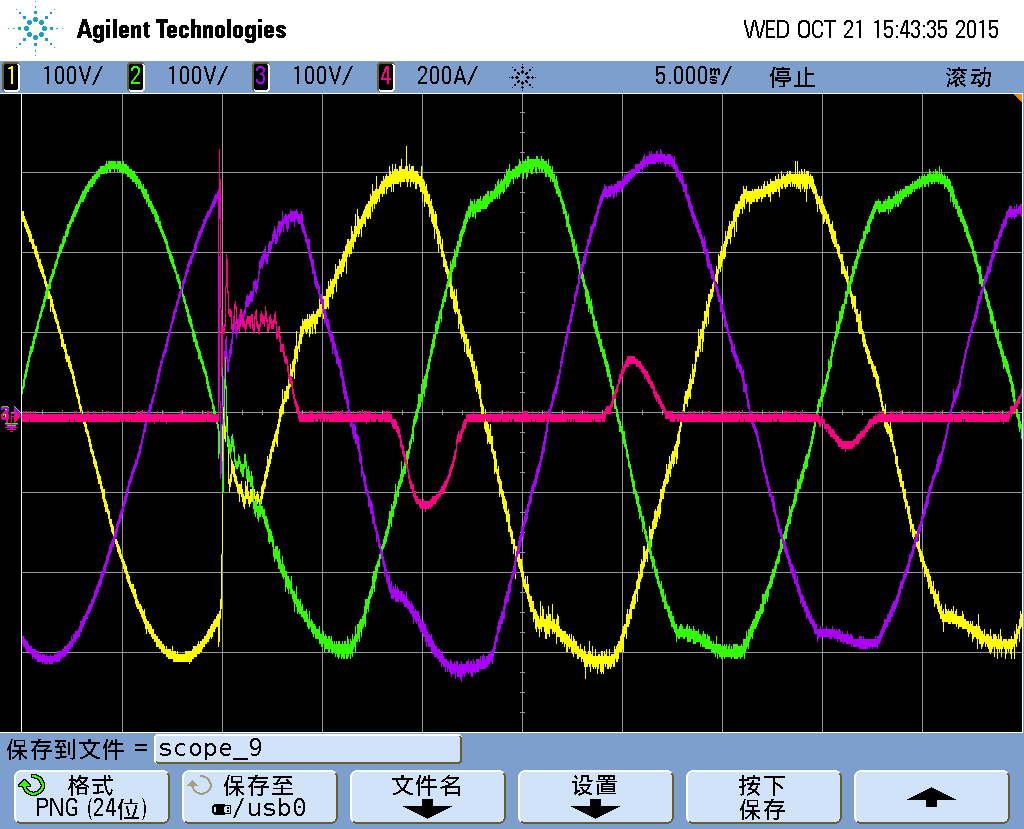 Agilent Technologies
WED OCT 21 15:43:35 2015
1 100V/ 2 100V/ 3 100V/ 4 200A/ 5.000ms/ 停止 滚动
保存到文件 = scope_9
格式 保存至 文件名 设置 按下
PNG (24位) /usb0 保存